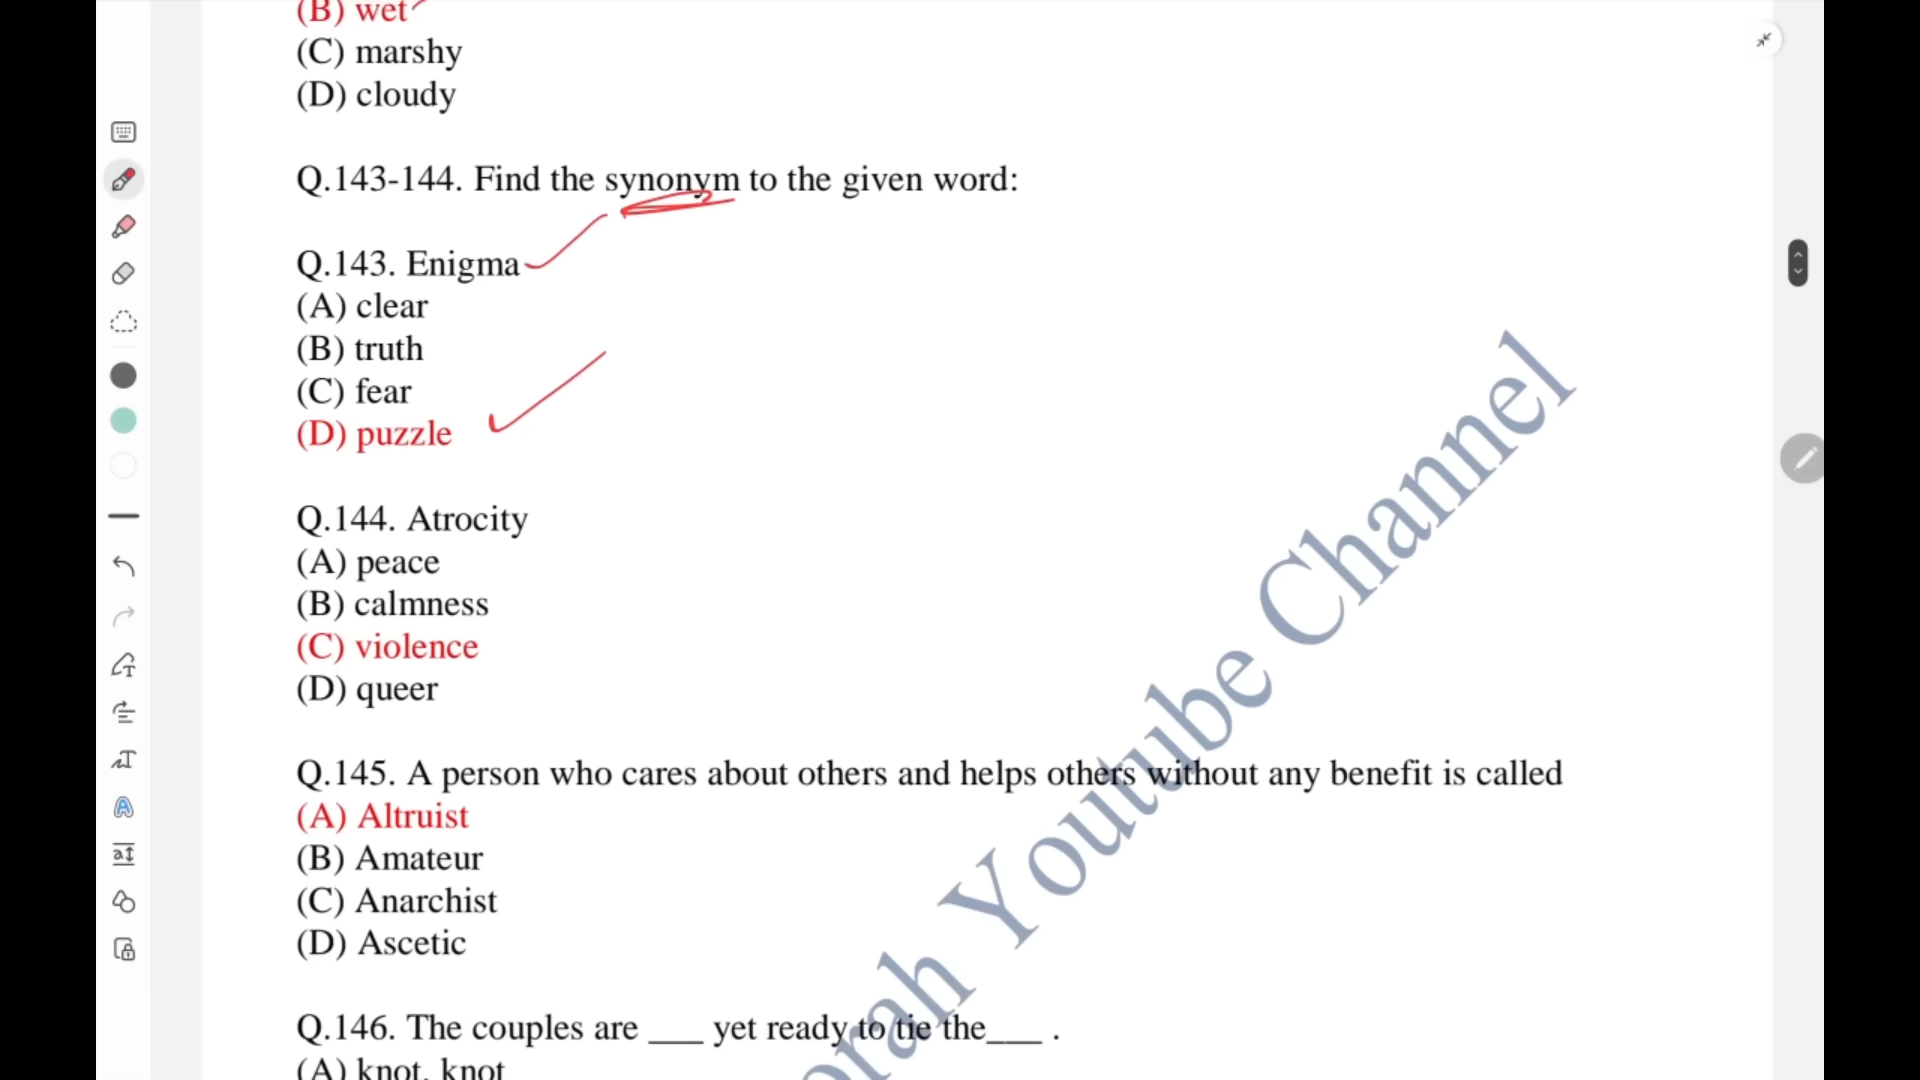 (B) wet
(C) marshy
(D) cloudy
Q.143-144. Find the synonym to the given word:
Q.143. Enigma
(A) clear
(B) truth
(C) fear
(D) puzzle
Q.144. Atrocity
(A) peace
(B) calmness
(C) violence
(D) queer
Q.145. A person who cares about others and helps others without any benefit is called
(A) Altruist
(B) Amateur
(C) Anarchist
(D) Ascetic
Q.146. The couples are ___ yet ready to tie the___ .
(A) knot, knot
orah Youtube Channel